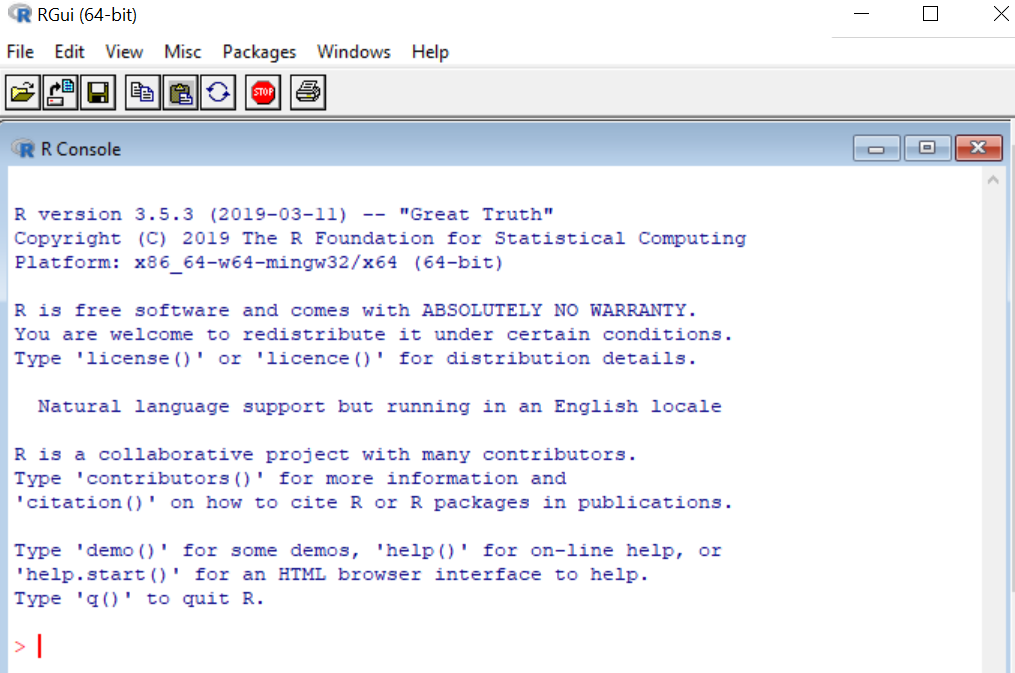 RGui (64-bit)
File Edit View Misc Packages Windows Help
STOP
R Console
R version 3.5.3 (2019-03-11) -- "Great Truth"
Copyright (C) 2019 The R Foundation for Statistical Computing
Platform: x86_64-w64-mingw32/x64 (64-bit)
R is free software and comes with ABSOLUTELY NO WARRANTY.
You are welcome to redistribute it under certain conditions.
Type 'license()' or 'licence()' for distribution details.
Natural language support but running in an English locale
R is a collaborative project with many contributors.
Type 'contributors()' for more information and
'citation()' on how to cite R or R packages in publications.
Type 'demo()' for some demos, 'help()' for on-line help, or
'help.start()' for an HTML browser interface to help.
Type 'q()' to quit R.
>